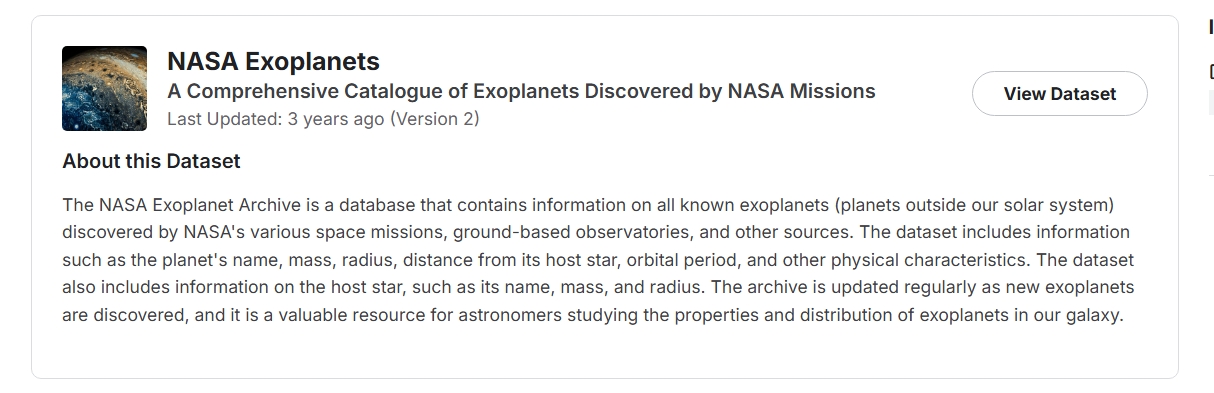 NASA Exoplanets
A Comprehensive Catalogue of Exoplanets Discovered by NASA Missions
Last Updated: 3 years ago (Version 2)
View Dataset
About this Dataset
The NASA Exoplanet Archive is a database that contains information on all known exoplanets (planets outside our solar system)
discovered by NASA's various space missions, ground-based observatories, and other sources. The dataset includes information
such as the planet's name, mass, radius, distance from its host star, orbital period, and other physical characteristics. The dataset
also includes information on the host star, such as its name, mass, and radius. The archive is updated regularly as new exoplanets
are discovered, and it is a valuable resource for astronomers studying the properties and distribution of exoplanets in our galaxy.